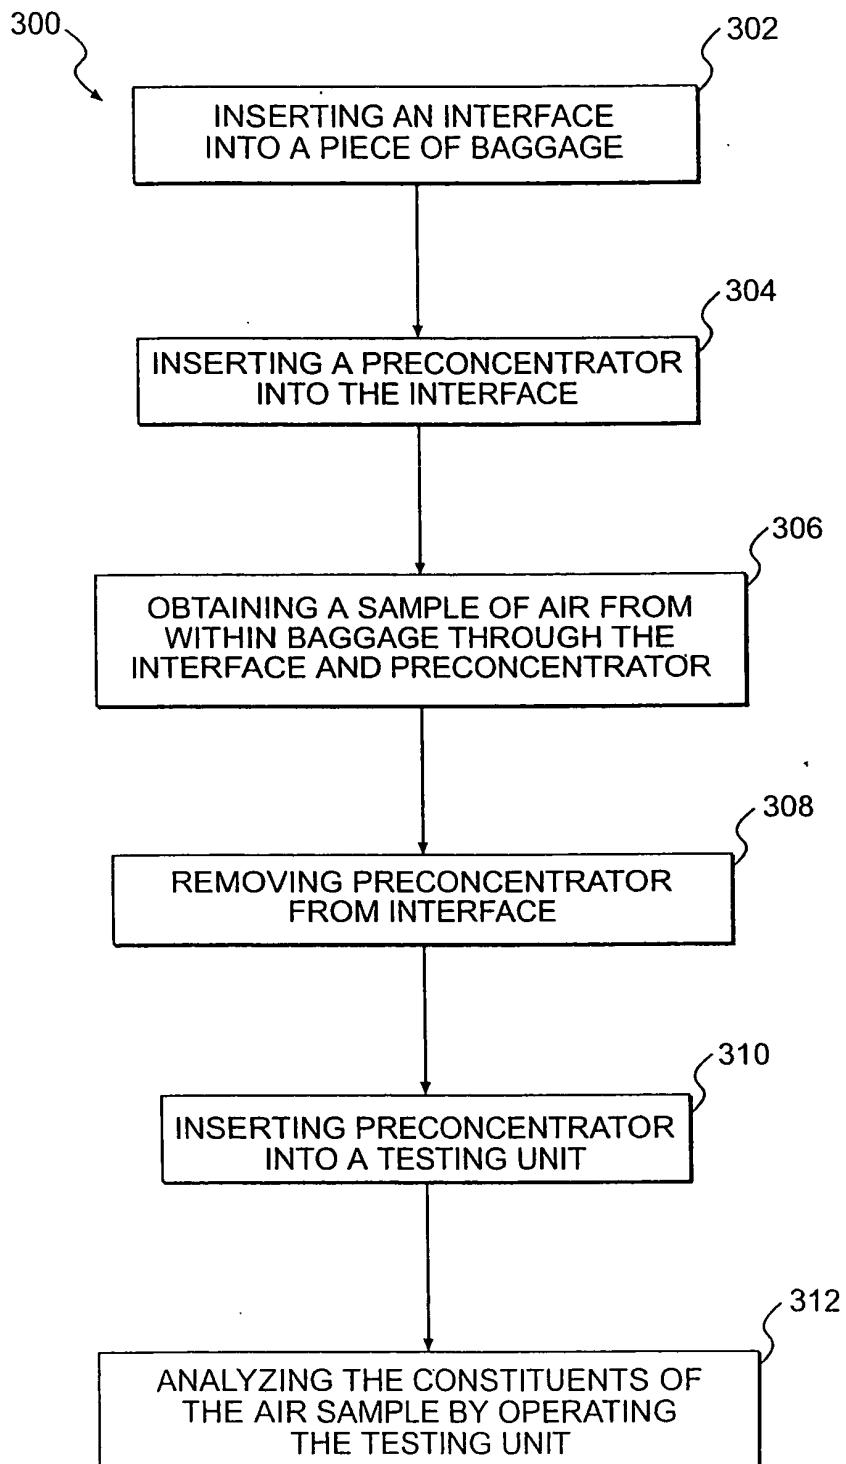 300
302
INSERTING AN INTERFACE
INTO A PIECE OF BAGGAGE
304
INSERTING A PRECONCENTRATOR
INTO THE INTERFACE
306
OBTAINING A SAMPLE OF AIR FROM
WITHIN BAGGAGE THROUGH THE
INTERFACE AND PRECONCENTRATOR
308
REMOVING PRECONCENTRATOR
FROM INTERFACE
310
INSERTING PRECONCENTRATOR
INTO A TESTING UNIT
312
ANALYZING THE CONSTITUENTS OF
THE AIR SAMPLE BY OPERATING
THE TESTING UNIT